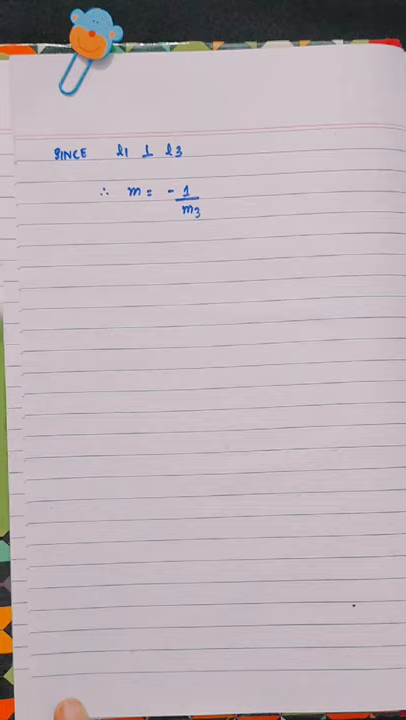 SINCE l1 ⊥ l3
∴ m = - 1
m3